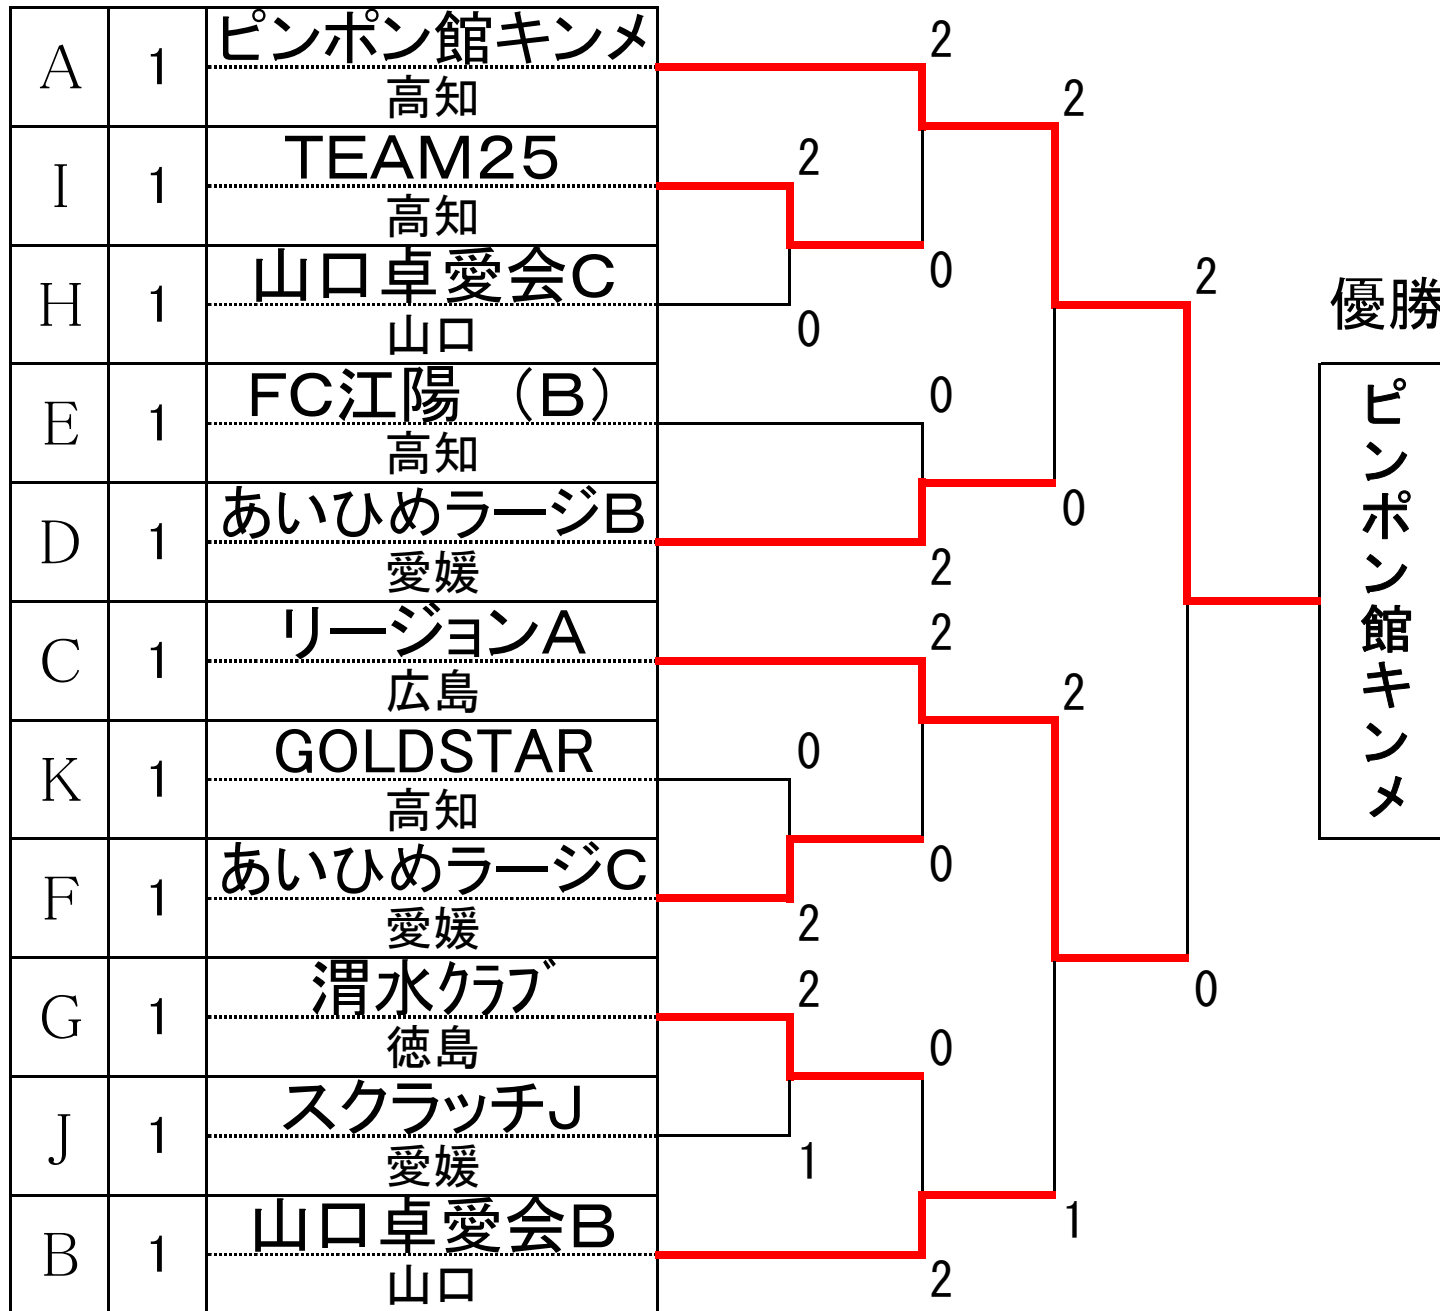 A 1 ピンポン館キンメ
高知
I 1 TEAM25
高知
H 1 山口卓愛会C
山口
E 1 FC江陽 （B）
高知
D 1 あいひめラージB
愛媛
C 1 リージョンA
広島
K 1 GOLDSTAR
高知
F 1 あいひめラージC
愛媛
G 1 渭水ｸﾗﾌﾞ
徳島
J 1 スクラッチJ
愛媛
B 1 山口卓愛会B
山口
2
0
0
2
2
1
2
0
0
2
2
0
0
2
2
0
2
1
2
0
優勝
ピンポン館キンメ